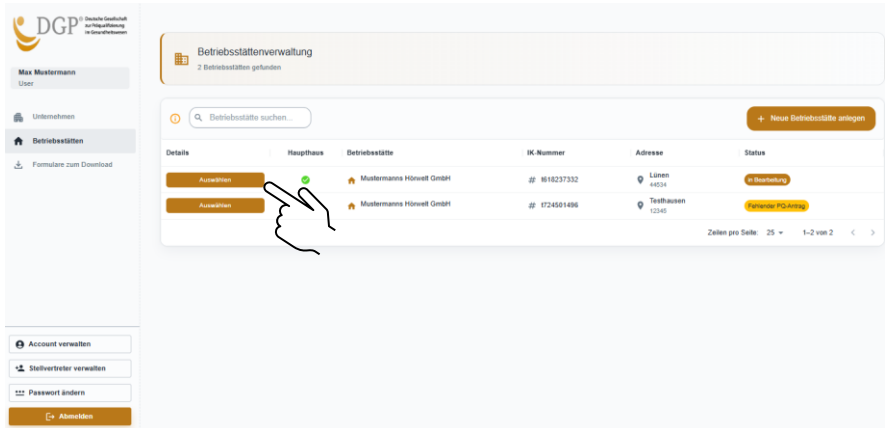 DGP® Deutsche Gesellschaft
zur Präqualifizierung
im Gesundheitswesen
Max Mustermann
User
Unternehmen
Betriebsstätten
Formulare zum Download
Account verwalten
Stellvertreter verwalten
Passwort ändern
Abmelden
Betriebsstättenverwaltung
2 Betriebsstätten gefunden
Betriebsstätte suchen...
+ Neue Betriebsstätte anlegen
Details Haupthaus Betriebsstätte IK-Nummer Adresse Status
Auswählen Mustermanns Hörwelt GmbH # t618237332 Lünen In Bearbeitung
44534
Auswählen Mustermanns Hörwelt GmbH # t724501496 Testhausen Fehlender PQ-Antrag
12345
Zeilen pro Seite: 25 1–2 von 2